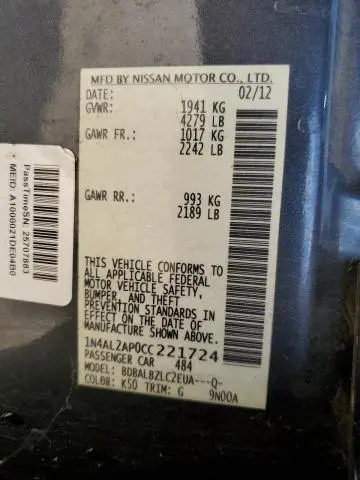 MFD BY NISSAN MOTOR CO., LTD.
DATE: 02/12
GVWR: 1941 KG
4279 LB
GAWR FR.: 1017 KG
2242 LB
GAWR RR.: 993 KG
2189 LB
THIS VEHICLE CONFORMS TO
ALL APPLICABLE FEDERAL
MOTOR VEHICLE SAFETY,
BUMPER, AND THEFT
PREVENTION STANDARDS IN
EFFECT ON THE DATE OF
MANUFACTURE SHOWN ABOVE.
1N4AL2AP0CC221724
PASSENGER CAR 484
MODEL: BDBALBZLC2EUA---Q-
COLOR: K50 TRIM: G 9N00A
PassTimeSN: 25707883
MEID: A1000021DE04B0